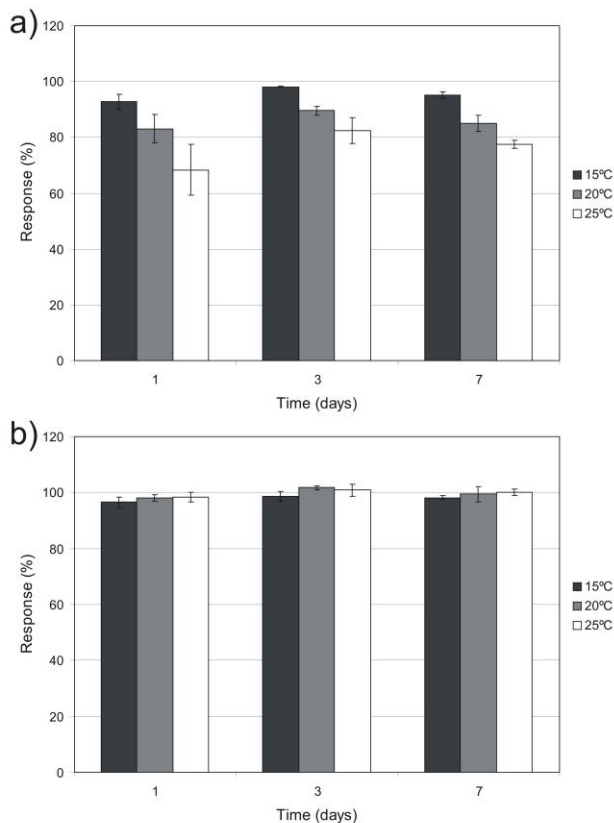 a)
120
100
80
60
40
20
0
Response (%)
15ºC
20ºC
25ºC
1 3 7
Time (days)
b)
120
100
80
60
40
20
0
Response (%)
15ºC
20ºC
25ºC
1 3 7
Time (days)